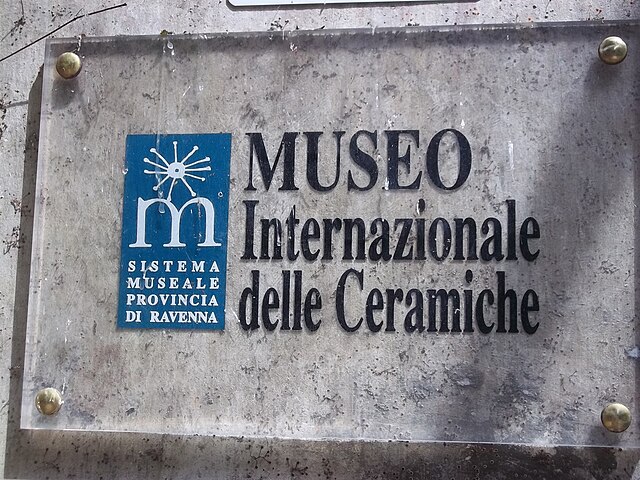 MUSEO
Internazionale
delle Ceramiche
m
SISTEMA
MUSEALE
PROVINCIA
DI RAVENNA